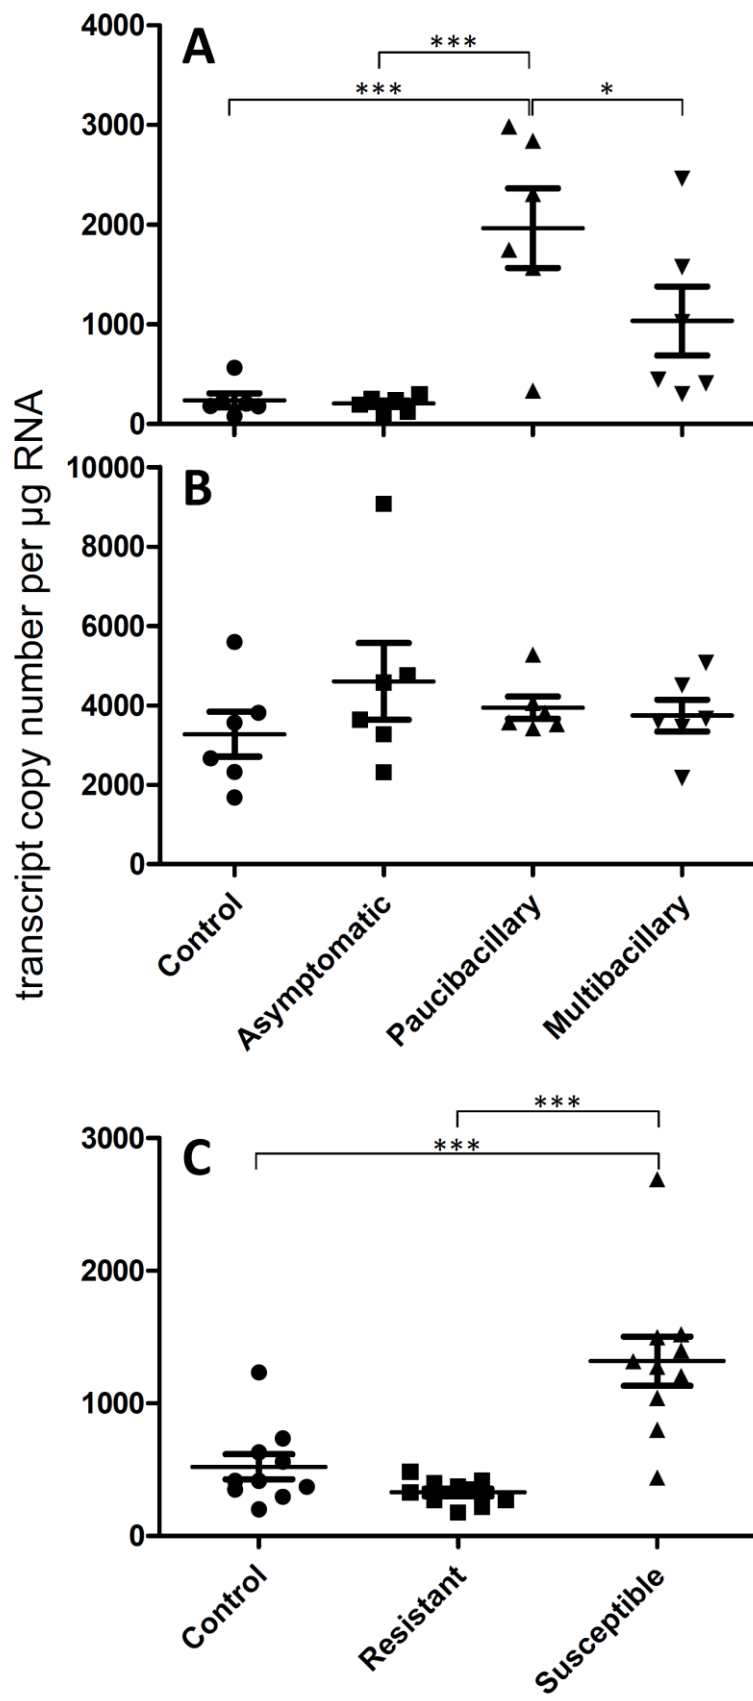 transcript copy number per µg RNA
A
4000
3000
2000
1000
0
***
***
*
B
10000
8000
6000
4000
2000
0
Control
Asymptomatic
Paucibacillary
Multibacillary
C
3000
2000
1000
0
***
***
Control
Resistant
Susceptible